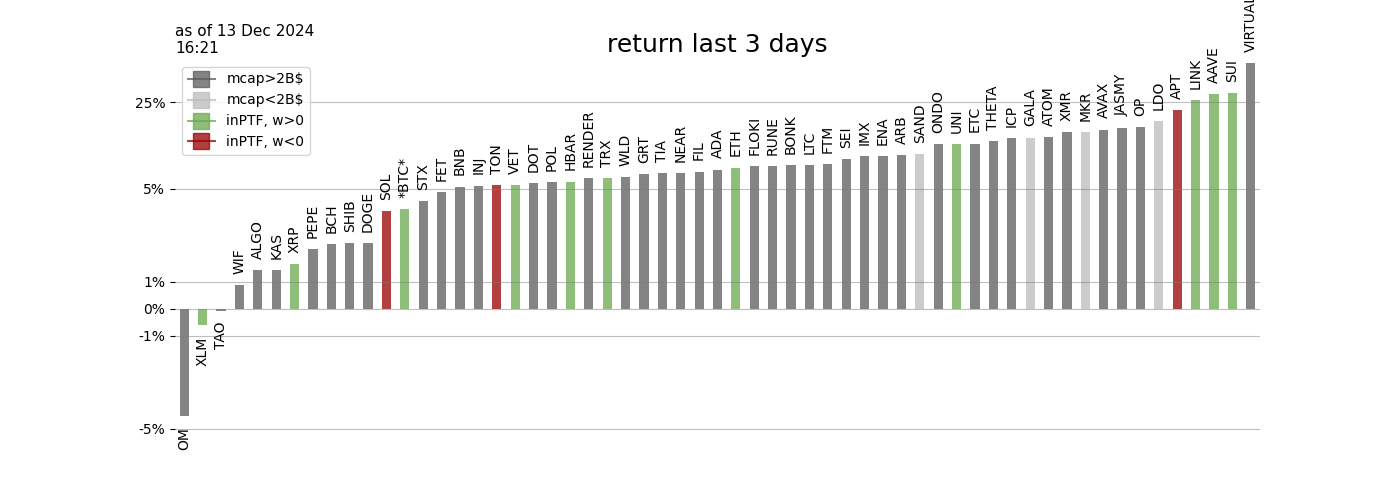 as of 13 Dec 2024
16:21
return last 3 days
mcap>2B$
mcap<2B$
inPTF, w>0
inPTF, w<0
25%
5%
1%
0%
-1%
-5%
OM
XLM
TAO
WIF
ALGO
KAS
XRP
PEPE
BCH
SHIB
DOGE
SOL
*BTC*
STX
FET
BNB
INJ
TON
VET
DOT
POL
HBAR
RENDER
TRX
WLD
GRT
TIA
NEAR
FIL
ADA
ETH
FLOKI
RUNE
BONK
LTC
FTM
SEI
IMX
ENA
ARB
SAND
ONDO
UNI
ETC
THETA
ICP
GALA
ATOM
XMR
MKR
AVAX
JASMY
OP
LDO
APT
LINK
AAVE
SUI
VIRTUAL